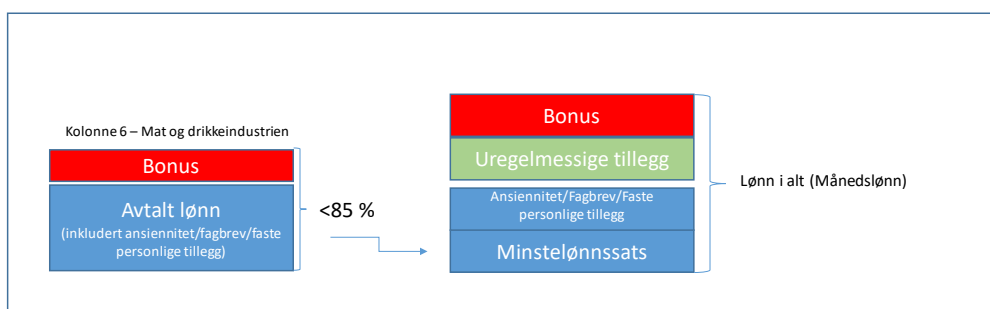 Kolonne 6 – Mat og drikkeindustrien
Bonus
Avtalt lønn
(inkludert ansiennitet/fagbrev/faste
personlige tillegg)
<85 %
Bonus
Uregelmessige tillegg
Ansiennitet/Fagbrev/Faste
personlige tillegg
Minstelønnssats
Lønn i alt (Månedslønn)